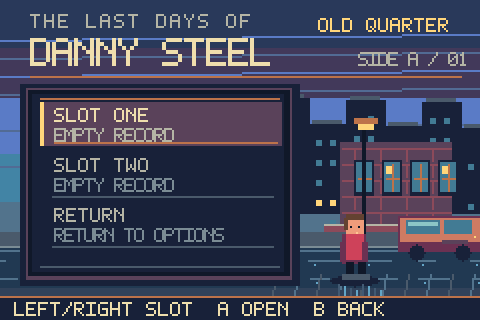 THE LAST DAYS OF
DANNY STEEL
OLD QUARTER
SIDE A / 01
SLOT ONE
EMPTY RECORD
SLOT TWO
EMPTY RECORD
RETURN
RETURN TO OPTIONS
LEFT/RIGHT SLOT A OPEN B BACK